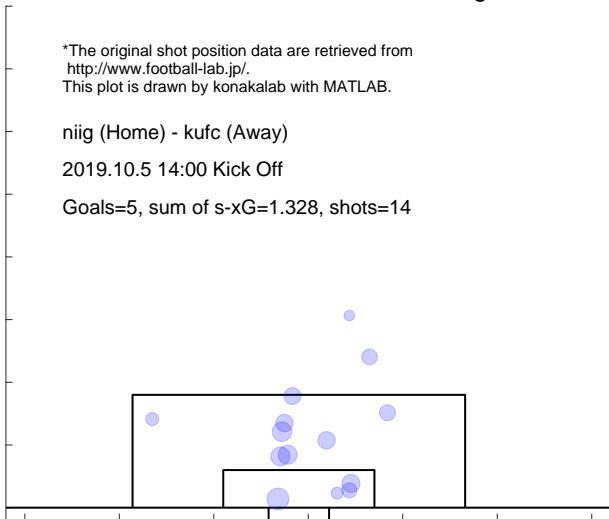 *The original shot position data are retrieved from
http://www.football-lab.jp/.
This plot is drawn by konakalab with MATLAB.
niig (Home) - kufc (Away)
2019.10.5 14:00 Kick Off
Goals=5, sum of s-xG=1.328, shots=14